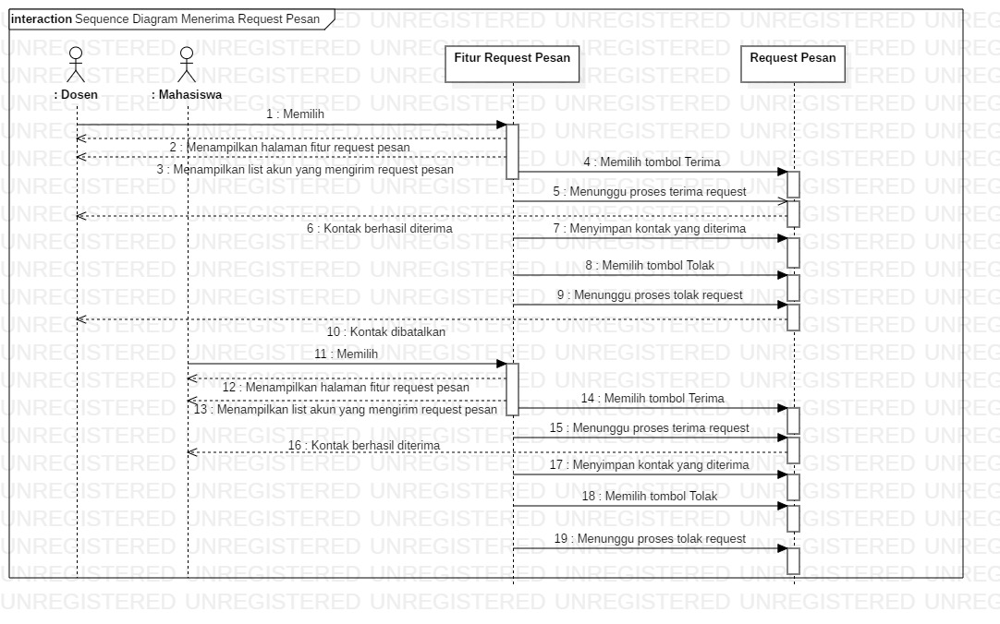 interaction Sequence Diagram Menerima Request Pesan
: Dosen
: Mahasiswa
Fitur Request Pesan
Request Pesan
1 : Memilih
2 : Menampilkan halaman fitur request pesan
3 : Menampilkan list akun yang mengirim request pesan
4 : Memilih tombol Terima
5 : Menunggu proses terima request
6 : Kontak berhasil diterima
7 : Menyimpan kontak yang diterima
8 : Memilih tombol Tolak
9 : Menunggu proses tolak request
10 : Kontak dibatalkan
11 : Memilih
12 : Menampilkan halaman fitur request pesan
13 : Menampilkan list akun yang mengirim request pesan
14 : Memilih tombol Terima
15 : Menunggu proses terima request
16 : Kontak berhasil diterima
17 : Menyimpan kontak yang diterima
18 : Memilih tombol Tolak
19 : Menunggu proses tolak request
UNREGISTERED UNREGISTERED UNREGISTERED UNREGISTERED UNREGISTERED UNREG